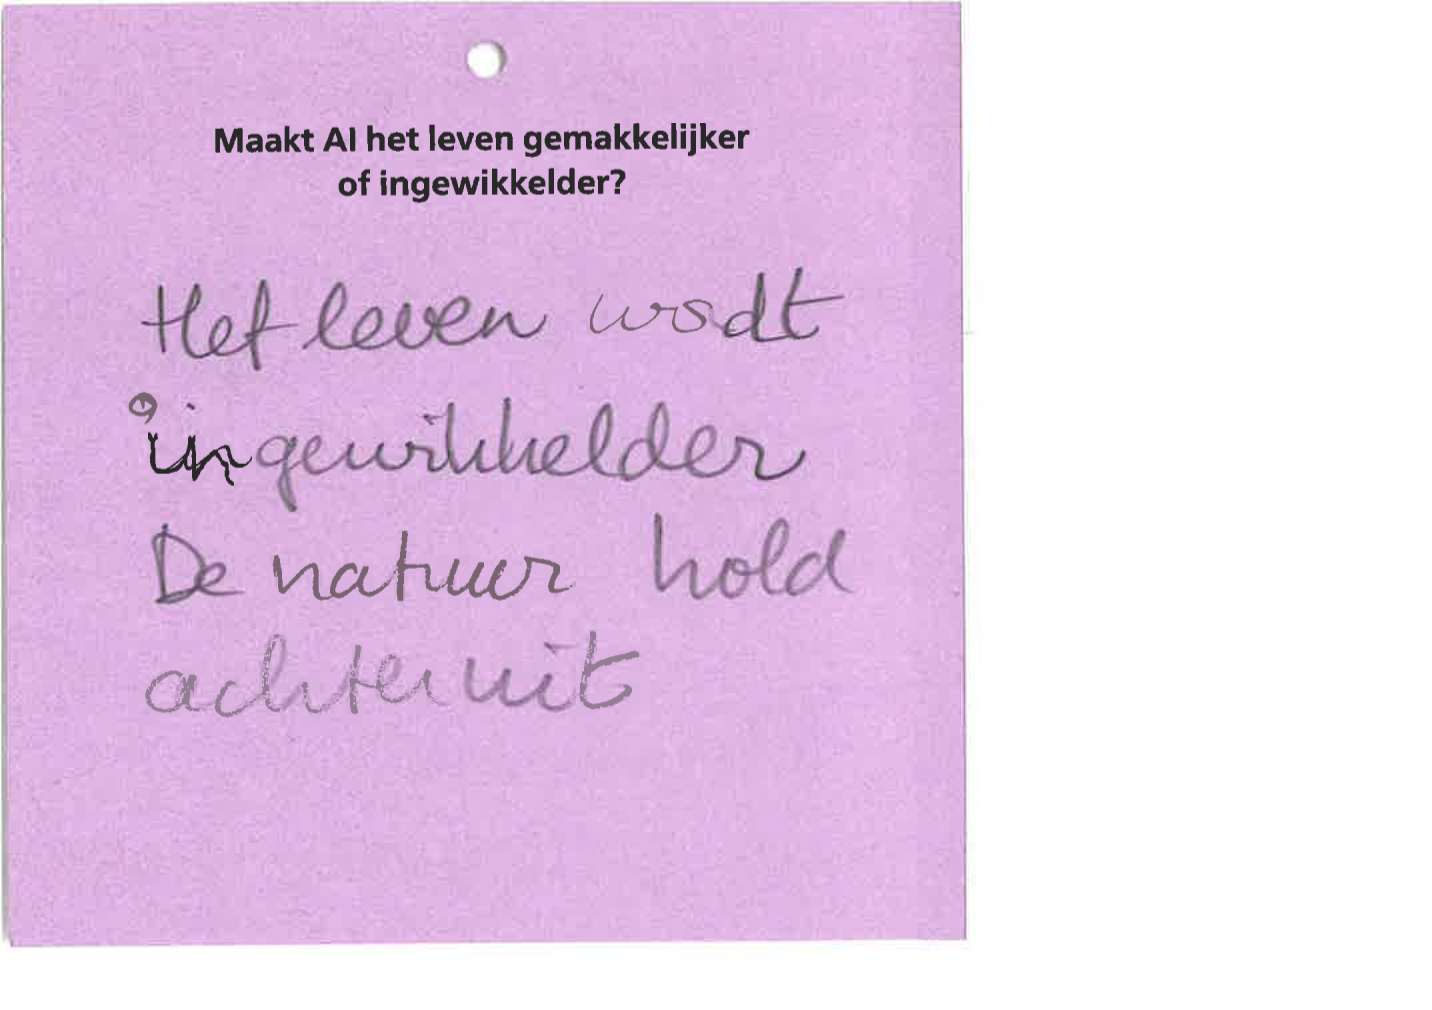 Maakt AI het leven gemakkelijker
of ingewikkelder?
Het leven wodt
ingewikkelder
De natuur hold
achteruit